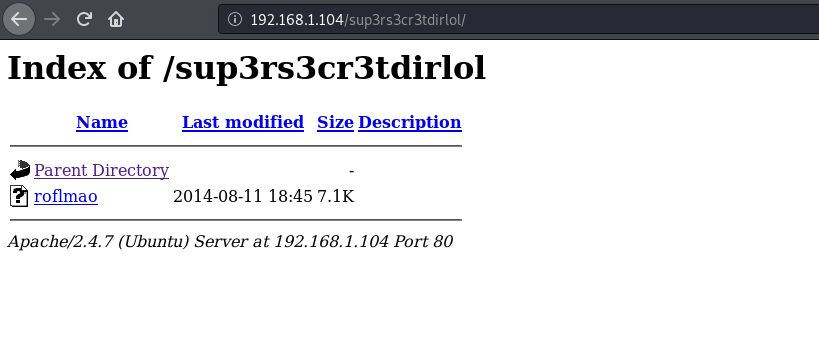 192.168.1.104/sup3rs3cr3tdirlol/
Index of /sup3rs3cr3tdirlol
Name Last modified Size Description
Parent Directory -
roflmao 2014-08-11 18:45 7.1K
Apache/2.4.7 (Ubuntu) Server at 192.168.1.104 Port 80